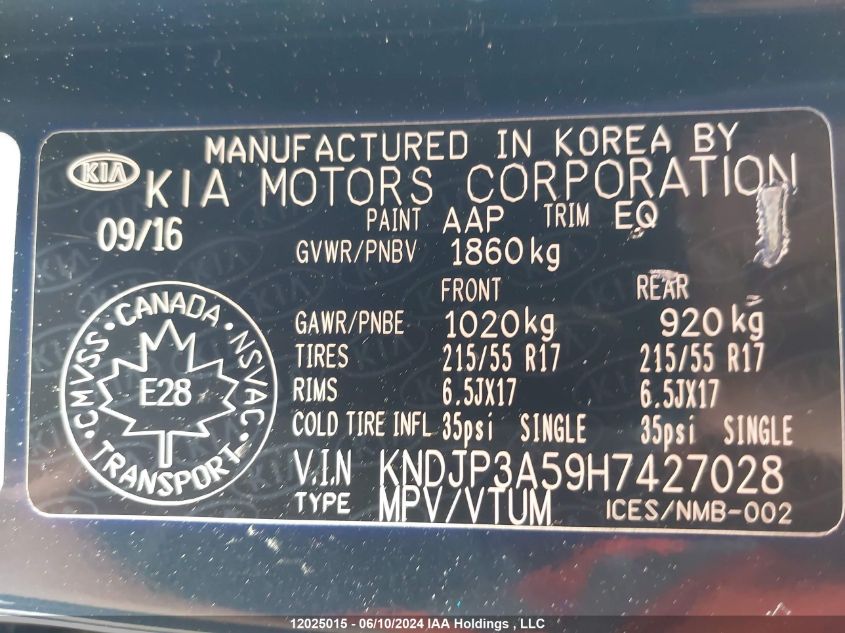 MANUFACTURED IN KOREA BY
KIA KIA MOTORS CORPORATION
09/16 PAINT AAP TRIM EQ
GVWR/PNBV 1860kg
FRONT REAR
GAWR/PNBE 1020kg 920kg
TIRES 215/55 R17 215/55 R17
RIMS 6.5JX17 6.5JX17
COLD TIRE INFL 35psi SINGLE 35psi SINGLE
V.I.N KNDJP3A59H7427028
TYPE MPV/VTUM ICES/NMB-002
CANADA • NSVAC • TRANSPORT • CMVSS •
E28
12025015 - 06/10/2024 IAA Holdings , LLC